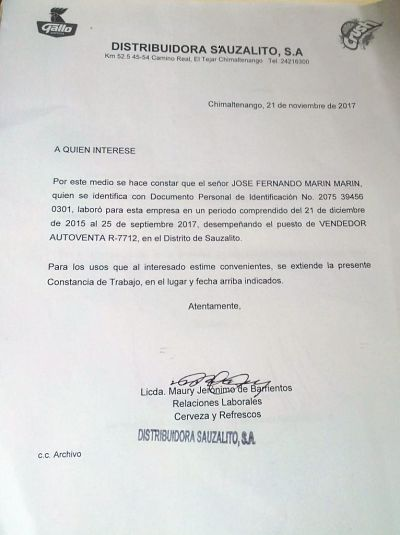 Gallo
DISTRIBUIDORA SAUZALITO, S.A
Km 52.5 45-54 Camino Real, El Tejar Chimaltenango Tel. 24216300
Chimaltenango, 21 de noviembre de 2017
A QUIEN INTERESE
Por este medio se hace constar que el señor JOSE FERNANDO MARIN MARIN,
quien se identifica con Documento Personal de Identificación No. 2075 39456
0301, laboró para esta empresa en un periodo comprendido del 21 de diciembre
de 2015 al 25 de septiembre 2017, desempeñando el puesto de VENDEDOR
AUTOVENTA R-7712, en el Distrito de Sauzalito.
Para los usos que al interesado estime convenientes, se extiende la presente
Constancia de Trabajo, en el lugar y fecha arriba indicados.
Atentamente,
Licda. Maury Jerónimo de Barrientos
Relaciones Laborales
Cerveza y Refrescos
DISTRIBUIDORA SAUZALITO, S.A.
c.c. Archivo